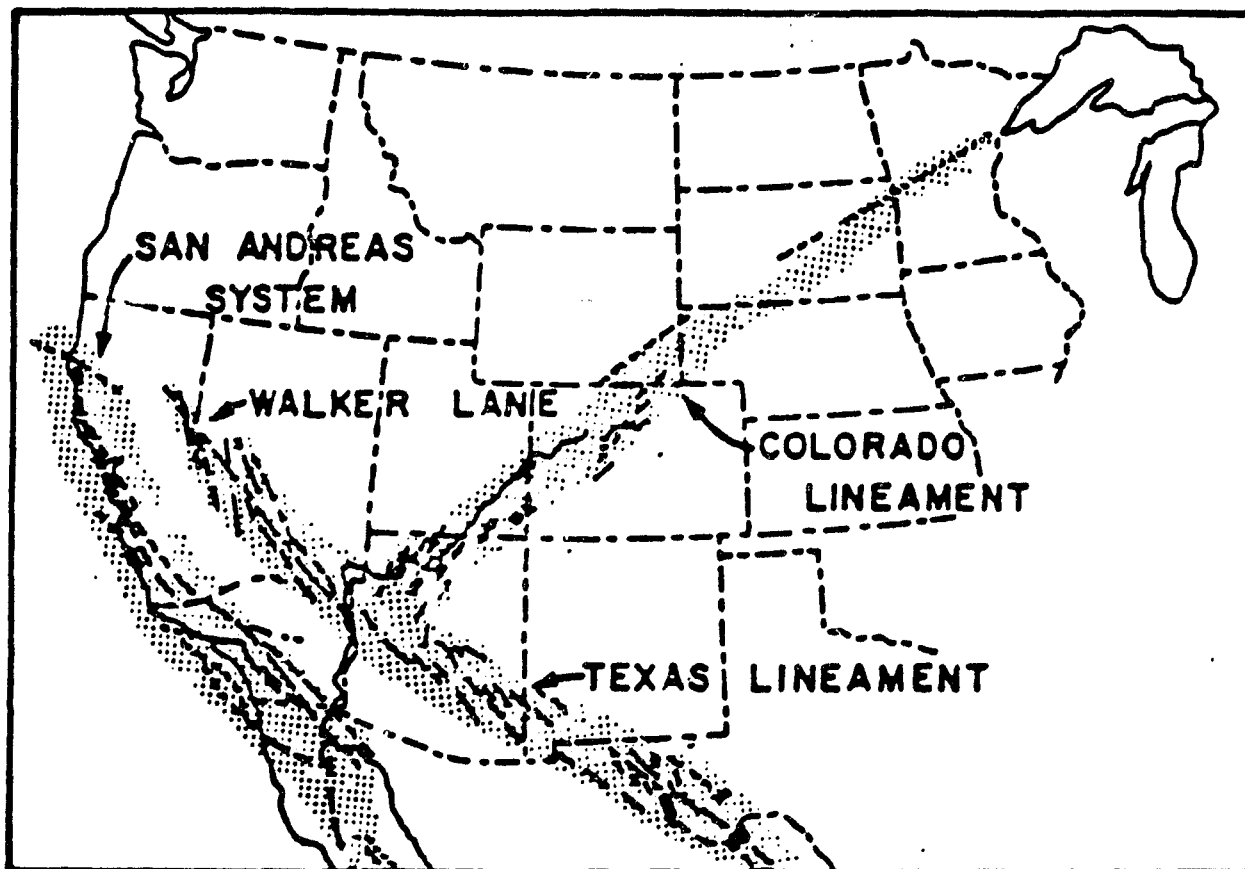 SAN ANDREAS
SYSTEM
WALKER LANE
COLORADO
LINEAMENT
TEXAS LINEAMENT